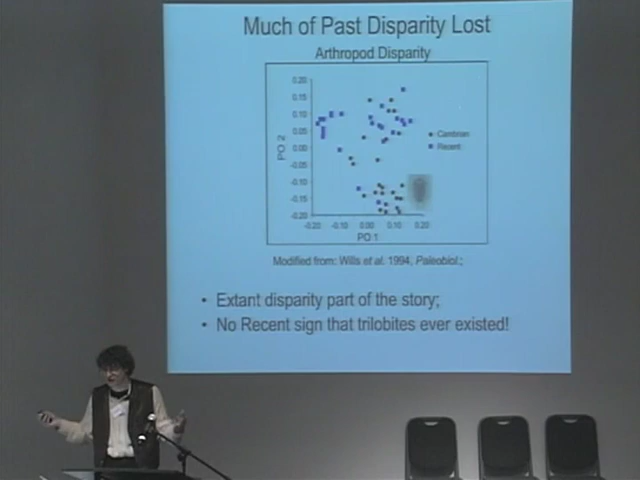 Much of Past Disparity Lost
Arthropod Disparity
0.20
0.15
0.10
0.05
0.00
-0.05
-0.10
-0.15
-0.20
PO 2
Cambrian
Recent
-0.20 -0.10 0.00 0.10 0.20
PO 1
Modified from: Wills et al. 1994, Paleobiol.;
• Extant disparity part of the story;
• No Recent sign that trilobites ever existed!